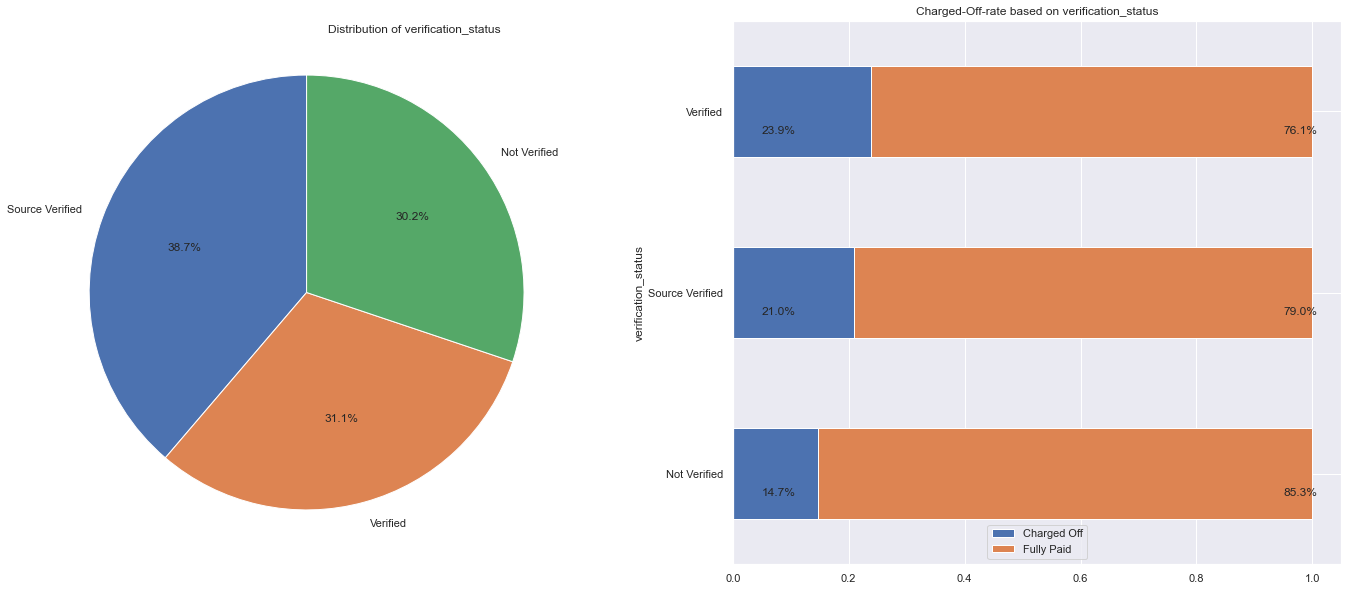 Distribution of verification_status
Not Verified
Source Verified
30.2%
38.7%
31.1%
Verified
Charged-Off-rate based on verification_status
verification_status
Verified
23.9%
76.1%
Source Verified
21.0%
79.0%
Not Verified
14.7%
85.3%
Charged Off
Fully Paid
0.0 0.2 0.4 0.6 0.8 1.0